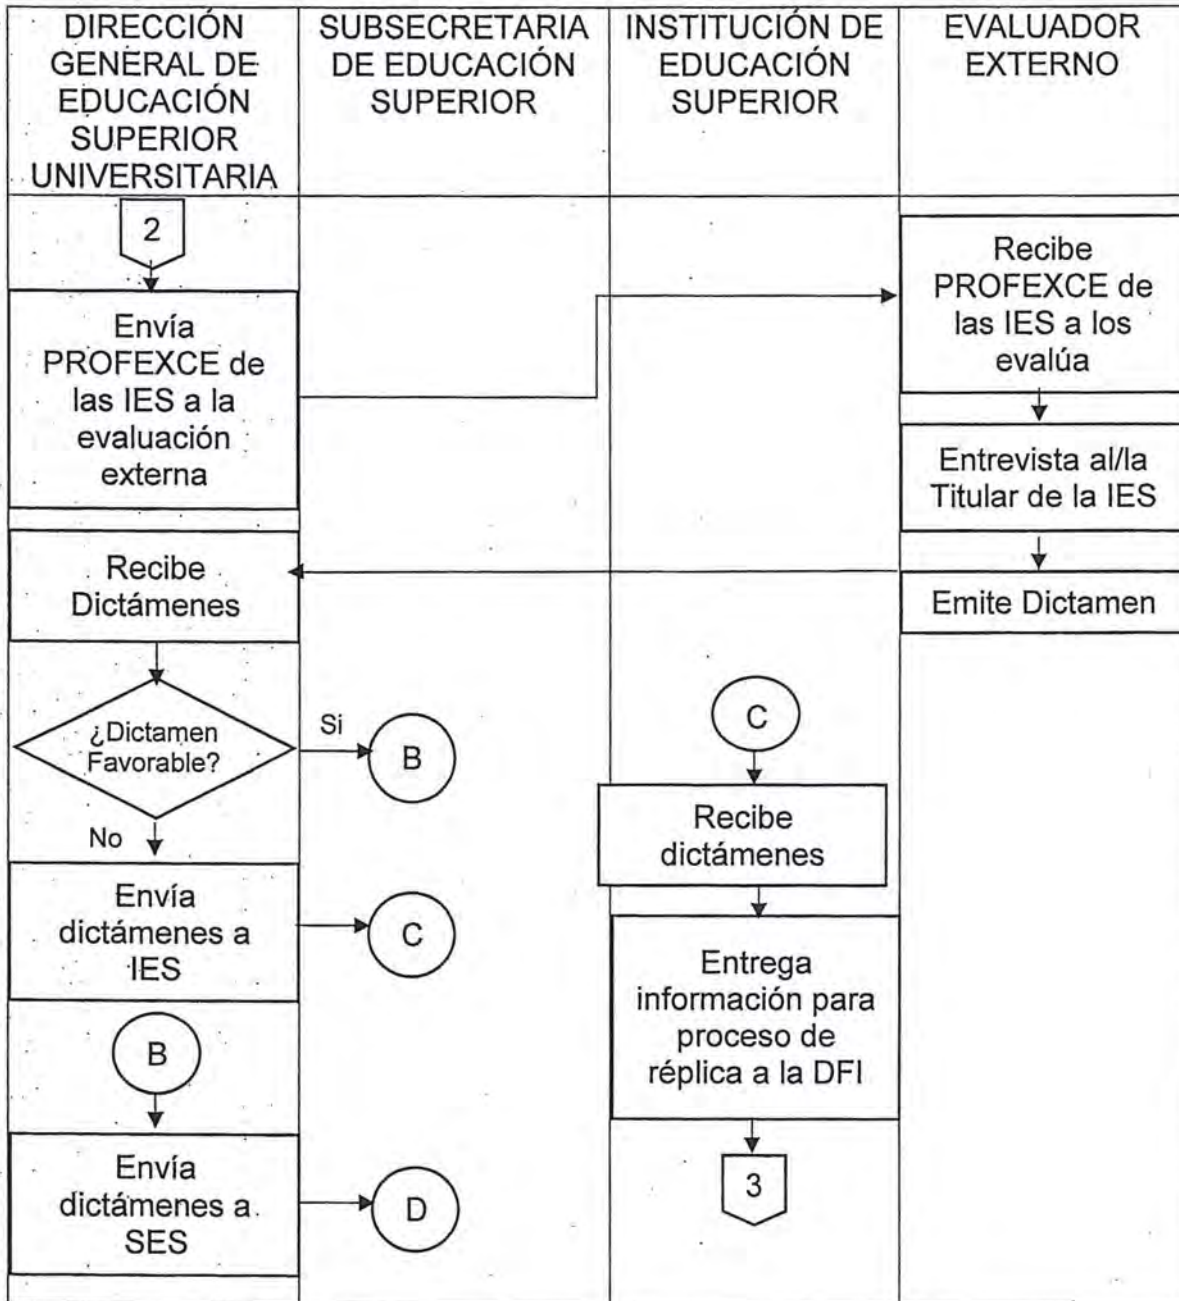 DIRECCIÓN
GENERAL DE
EDUCACIÓN
SUPERIOR
UNIVERSITARIA
SUBSECRETARIA
DE EDUCACIÓN
SUPERIOR
INSTITUCIÓN DE
EDUCACIÓN
SUPERIOR
EVALUADOR
EXTERNO
2
Envía
PROFEXCE de
las IES a la
evaluación
externa
Recibe
PROFEXCE de
las IES a los
evalúa
Entrevista al/la
Titular de la IES
Emite Dictamen
Recibe
Dictámenes
¿Dictamen
Favorable?
Si
B
No
Envía
dictámenes a
IES
C
C
Recibe
dictámenes
Entrega
información para
proceso de
réplica a la DFI
3
B
Envía
dictámenes a
SES
D